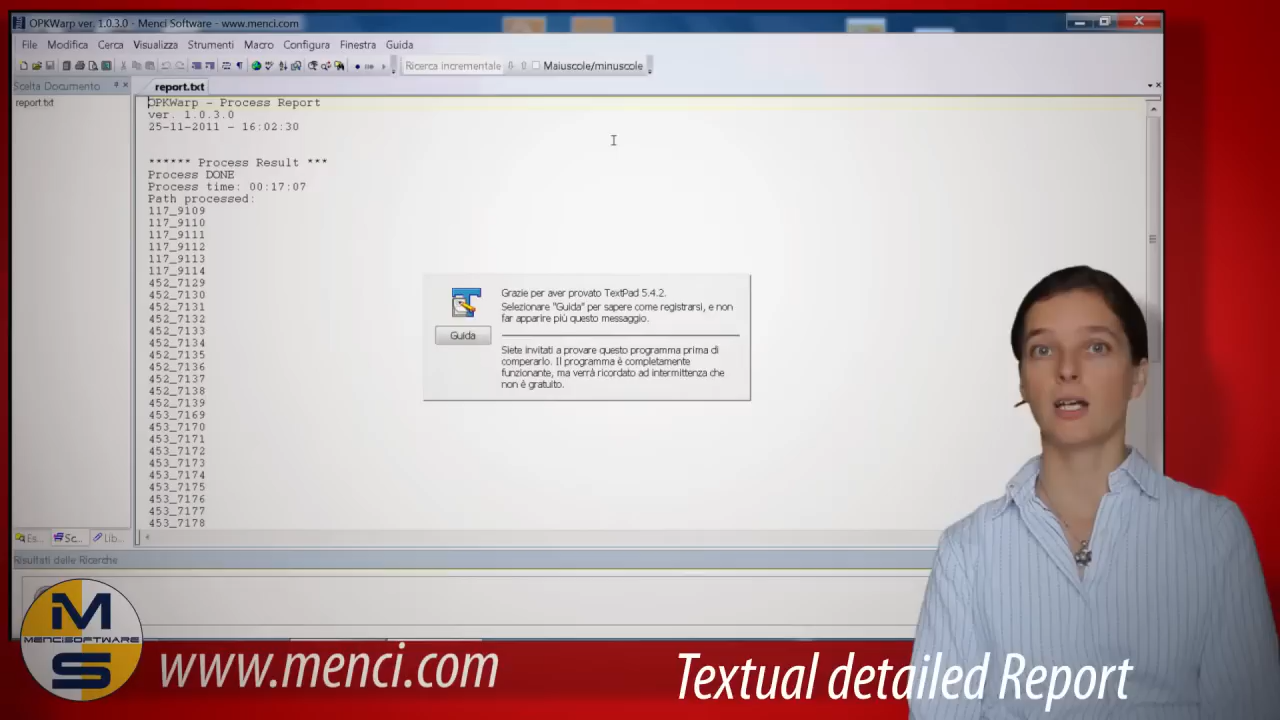 OPKWarp ver. 1.0.3.0 - Menci Software - www.menci.com
File Modifica Cerca Visualizza Strumenti Macro Configura Finestra Guida
Ricerca incrementale Maiuscole/minuscole
Scelta Documento
report.txt
report.txt
OPKWarp - Process Report
ver. 1.0.3.0
25-11-2011 - 16:02:30
****** Process Result ***
Process DONE
Process time: 00:17:07
Path processed:
117_9109
117_9110
117_9111
117_9112
117_9113
117_9114
452_7129
452_7130
452_7131
452_7132
452_7133
452_7134
452_7135
452_7136
452_7137
452_7138
452_7139
453_7169
453_7170
453_7171
453_7172
453_7173
453_7174
453_7175
453_7176
453_7177
453_7178
Grazie per aver provato TextPad 5.4.2.
Selezionare "Guida" per sapere come registrarsi, e non
far apparire più questo messaggio.
Guida
Siete invitati a provare questo programma prima di
comperarlo. Il programma è completamente
funzionante, ma verrà ricordato ad intermittenza che
non é gratuito.
Es... Sc... Lib...
Risultati delle Ricerche
M
MENCISOFTWARE
S
www.menci.com
Textual detailed Report